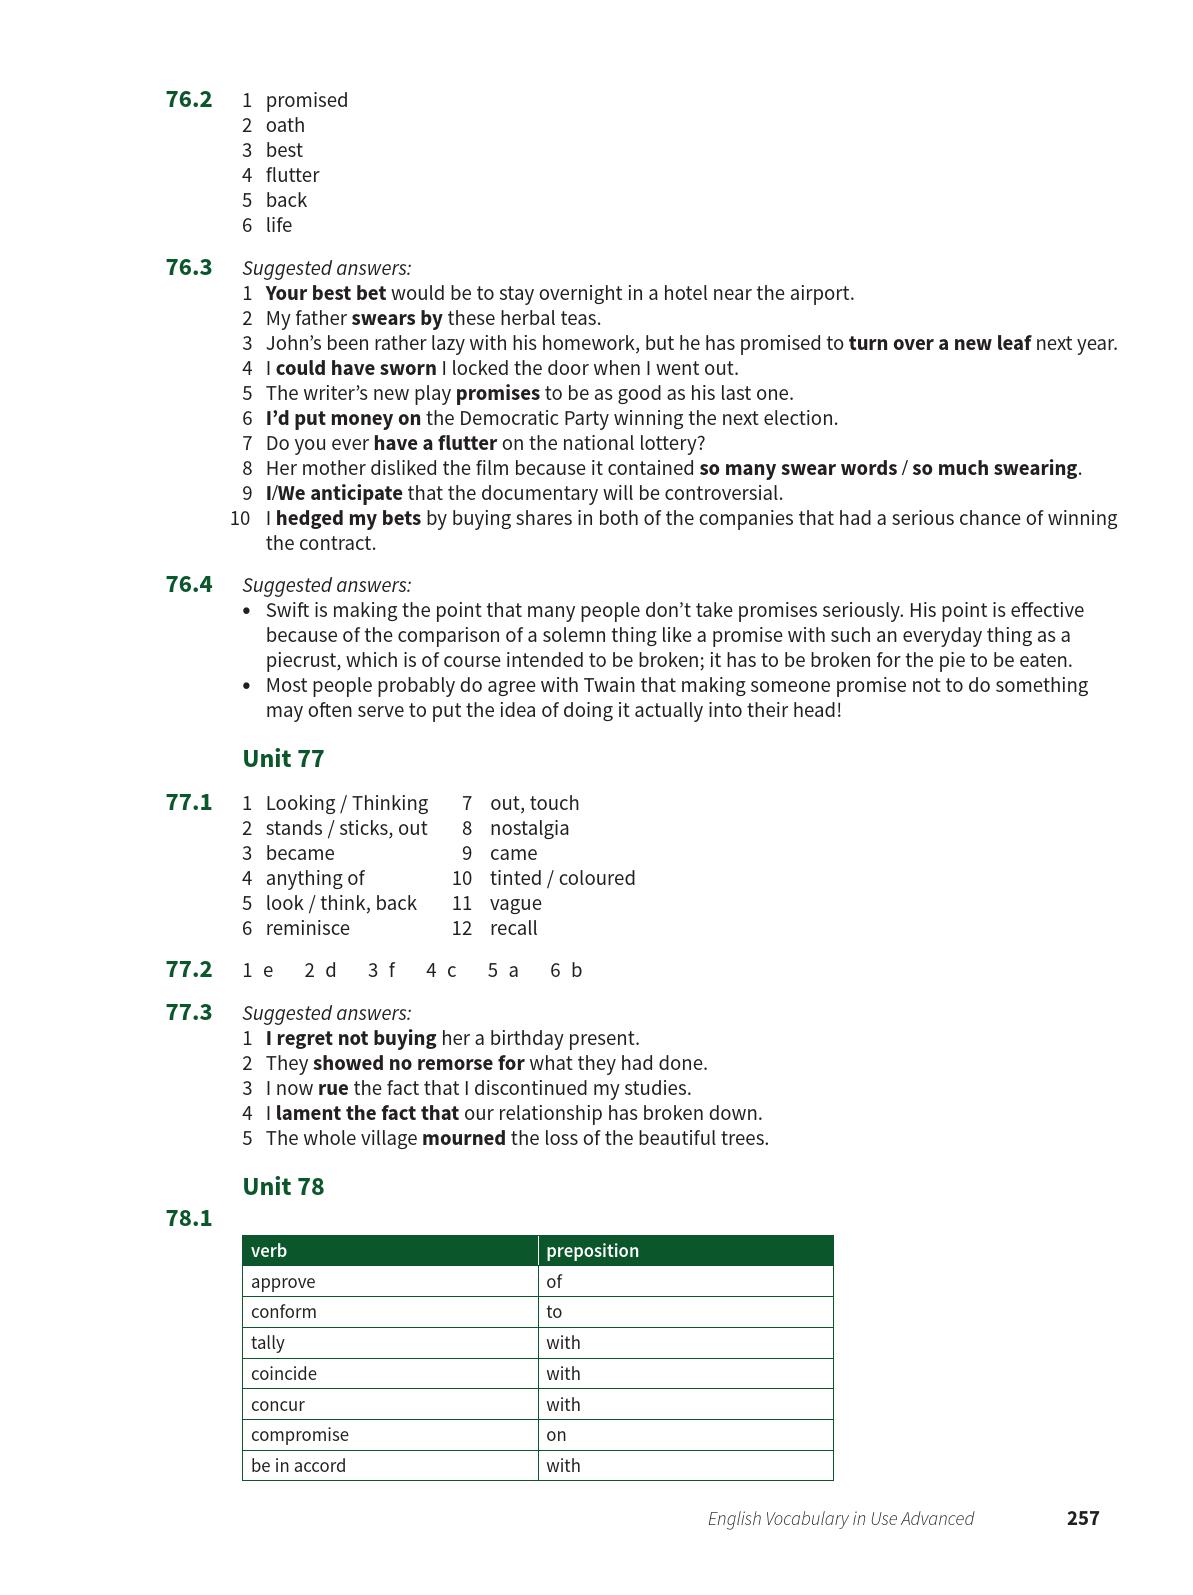 76.2 1 promised
2 oath
3 best
4 flutter
5 back
6 life
76.3 Suggested answers:
1 Your best bet would be to stay overnight in a hotel near the airport.
2 My father swears by these herbal teas.
3 John’s been rather lazy with his homework, but he has promised to turn over a new leaf next year.
4 I could have sworn I locked the door when I went out.
5 The writer’s new play promises to be as good as his last one.
6 I’d put money on the Democratic Party winning the next election.
7 Do you ever have a flutter on the national lottery?
8 Her mother disliked the film because it contained so many swear words / so much swearing.
9 I/We anticipate that the documentary will be controversial.
10 I hedged my bets by buying shares in both of the companies that had a serious chance of winning
the contract.
76.4 Suggested answers:
• Swift is making the point that many people don’t take promises seriously. His point is effective
because of the comparison of a solemn thing like a promise with such an everyday thing as a
piecrust, which is of course intended to be broken; it has to be broken for the pie to be eaten.
• Most people probably do agree with Twain that making someone promise not to do something
may often serve to put the idea of doing it actually into their head!
Unit 77
77.1 1 Looking / Thinking 7 out, touch
2 stands / sticks, out 8 nostalgia
3 became 9 came
4 anything of 10 tinted / coloured
5 look / think, back 11 vague
6 reminisce 12 recall
77.2 1 e 2 d 3 f 4 c 5 a 6 b
77.3 Suggested answers:
1 I regret not buying her a birthday present.
2 They showed no remorse for what they had done.
3 I now rue the fact that I discontinued my studies.
4 I lament the fact that our relationship has broken down.
5 The whole village mourned the loss of the beautiful trees.
Unit 78
78.1
verb preposition
approve of
conform to
tally with
coincide with
concur with
compromise on
be in accord with
English Vocabulary in Use Advanced 257